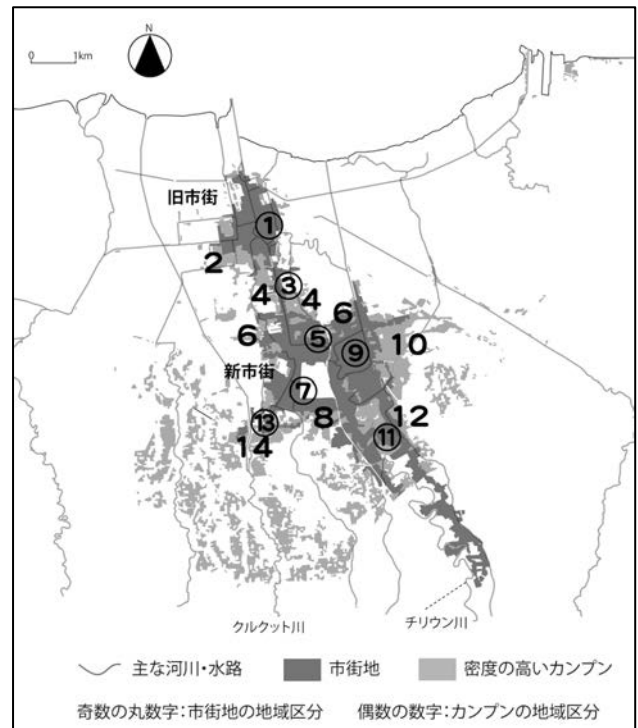 0 1km
N
旧市街
①
2
③
4 4
6
6
⑤
⑨
10
新市街
⑦
8
12
⑬
⑪
14
クルクット川
チリウン川
主な河川・水路 市街地 密度の高いカンプン
奇数の丸数字：市街地の地域区分 偶数の数字：カンプンの地域区分